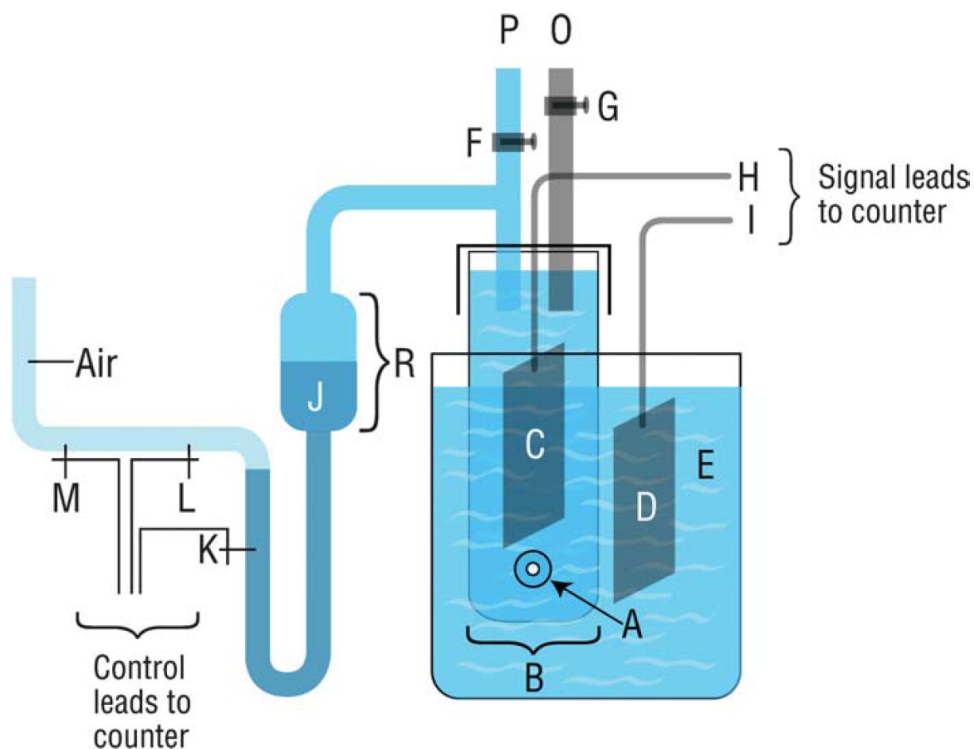 P O
G
F
H
Signal leads
to counter
I
Air
R
J
C
E
D
M
L
K
A
B
Control
leads to
counter